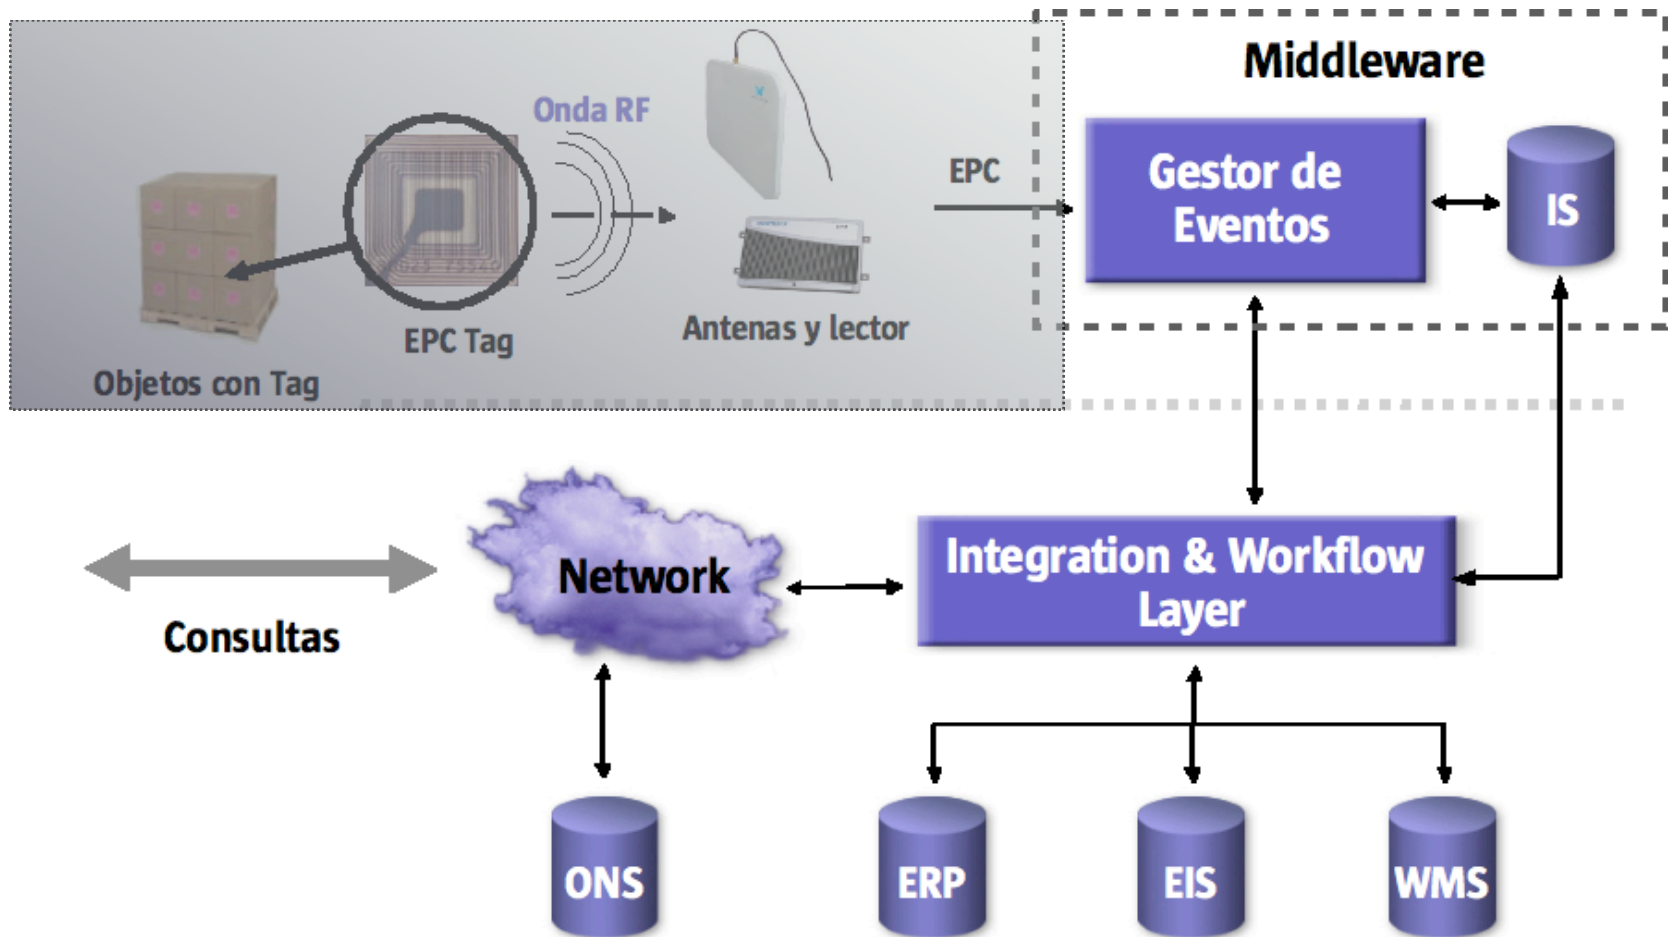 Middleware
Onda RF
Gestor de
Eventos
EPC
IS
EPC Tag
Antenas y lector
Objetos con Tag
Network
Integration & Workflow
Layer
Consultas
ONS
ERP
EIS
WMS